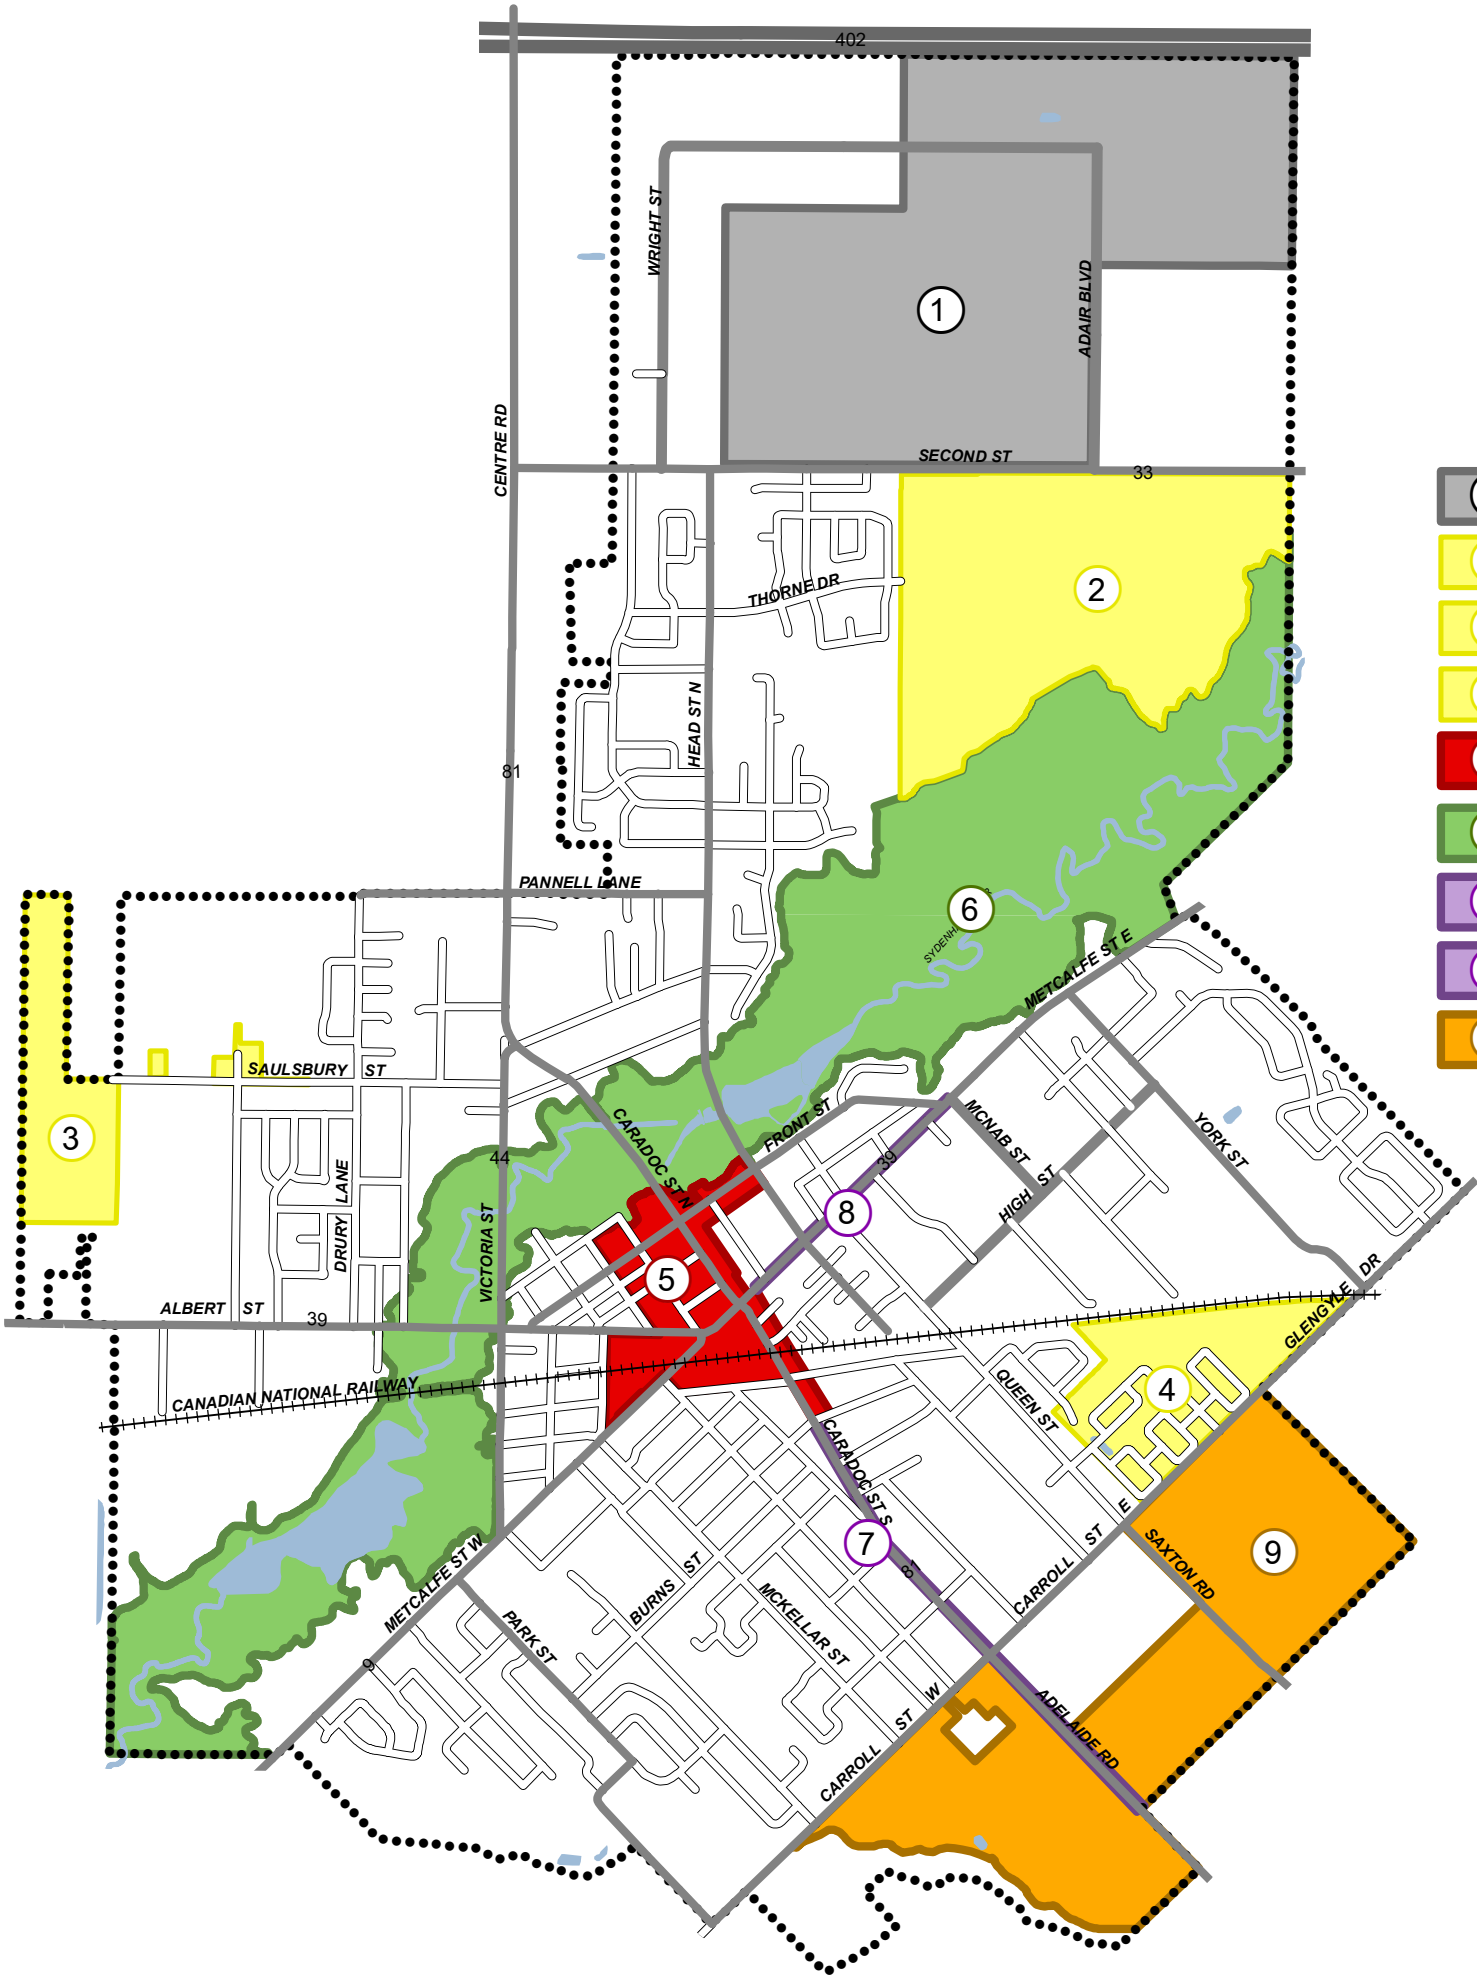 402
WRIGHT ST
1
ADAIR BLVD
CENTRE RD
SECOND ST
33
THORNE DR
2
HEAD ST N
81
PANNELL LANE
6
METCALFE ST E
SAULSBURY ST
3
CARADOC ST N
FRONT ST
MCNAB ST
YORK ST
39
44
DRURY LANE
VICTORIA ST
HIGH ST
8
5
GLENGYLE DR
ALBERT ST
39
CANADIAN NATIONAL RAILWAY
QUEEN ST
4
CARADOC ST S
7
81
9
SAXTON RD
CARROLL ST E
METCALFE ST W
BURNS ST
MCKELLAR ST
PARK ST
9
CARROLL ST W
ADELAIDE RD